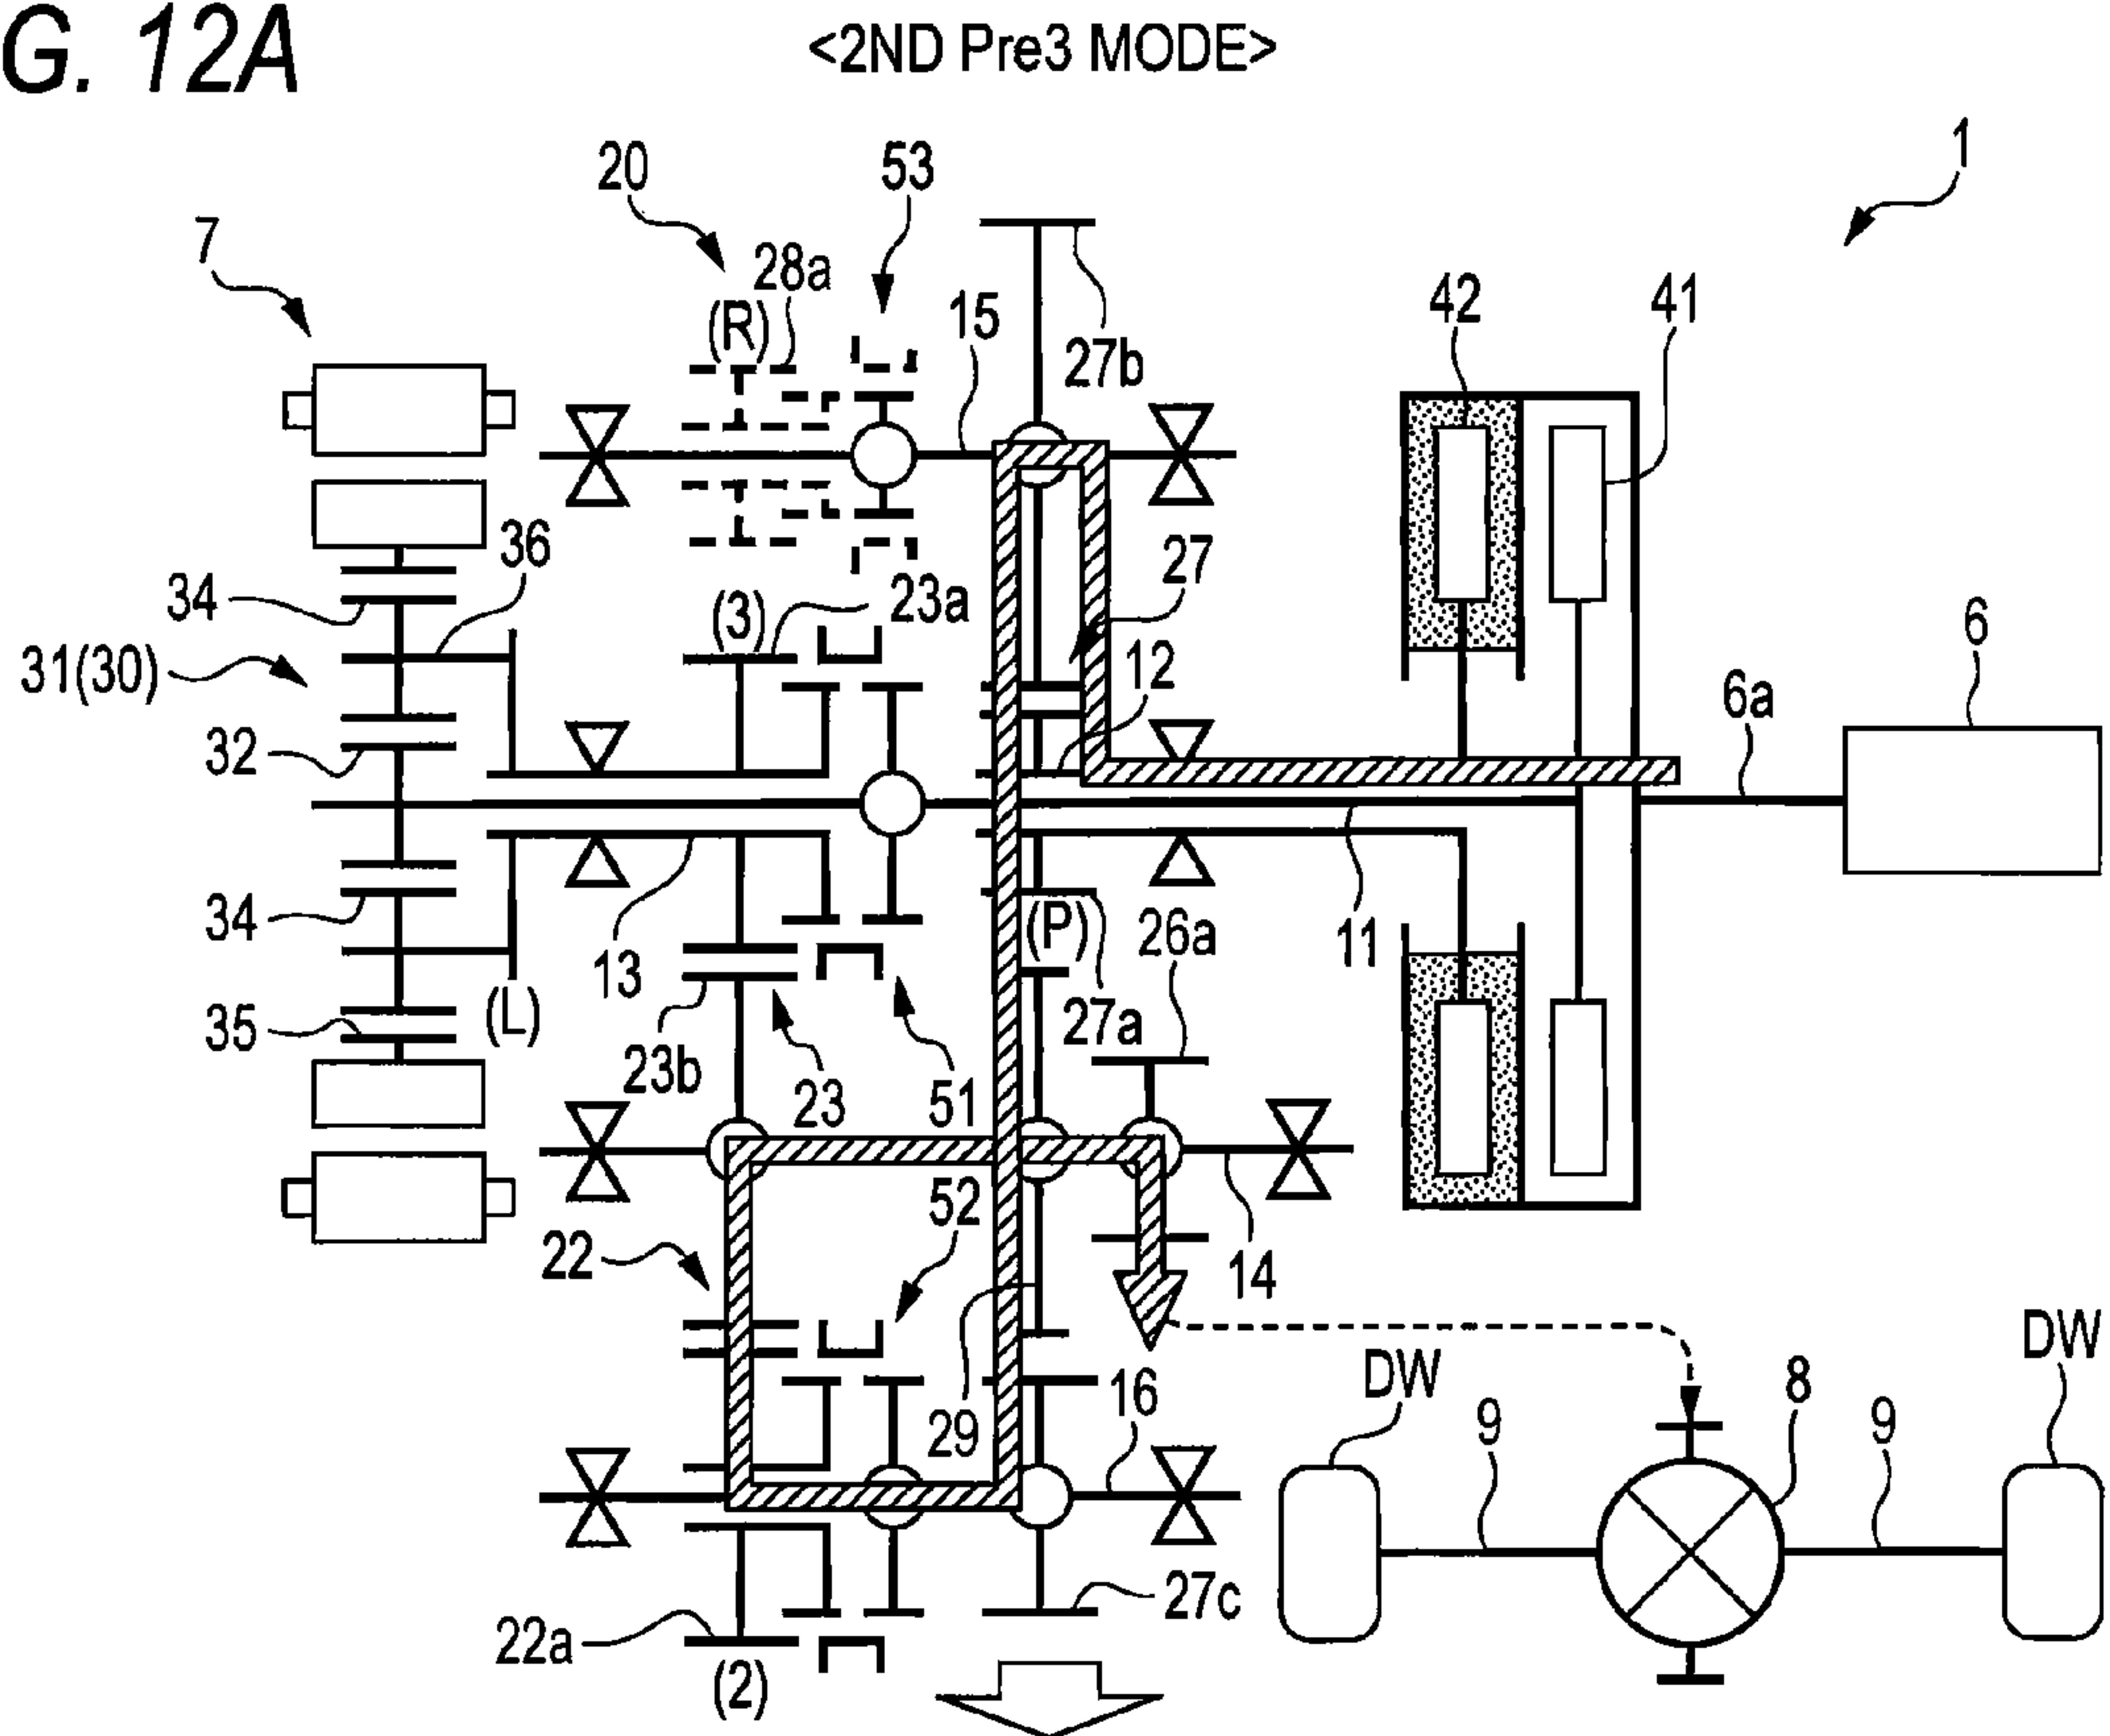 G. 12A
<2ND Pre3 MODE>
1
20
53
7
28a
(R)
15
42
41
27b
36
27
34
(3)
23a
6
31(30)
12
6a
32
34
13
(P)
26a
11
(L)
35
27a
23b
23
51
52
22
14
DW
DW
29
16
9
8
9
27c
22a
(2)